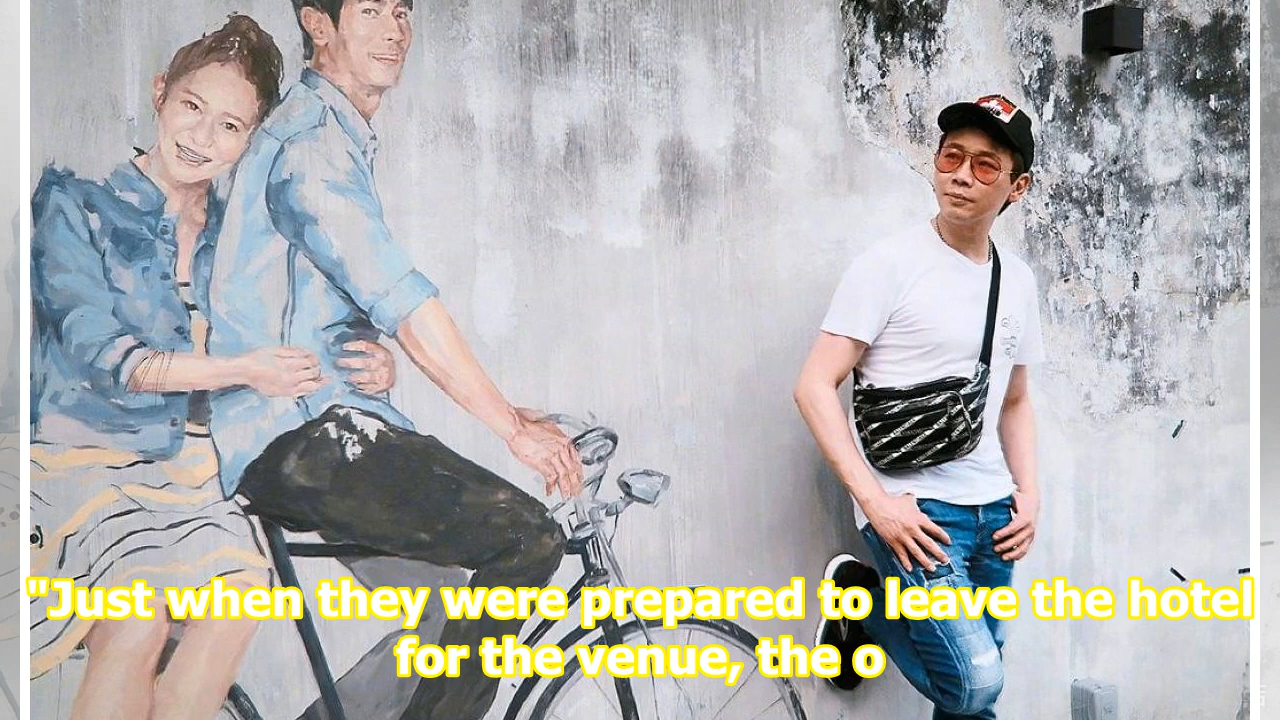 "Just when they were prepared to leave the hotel
for the venue, the o